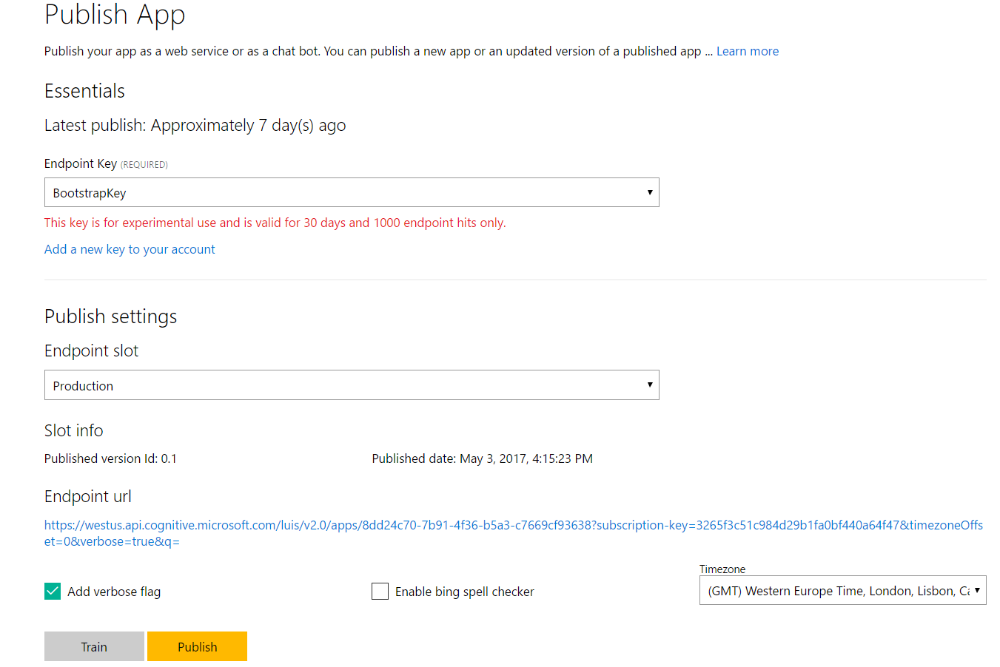 Publish App
Publish your app as a web service or as a chat bot. You can publish a new app or an updated version of a published app ... Learn more
Essentials
Latest publish: Approximately 7 day(s) ago
Endpoint Key (REQUIRED)
BootstrapKey
This key is for experimental use and is valid for 30 days and 1000 endpoint hits only.
Add a new key to your account
Publish settings
Endpoint slot
Production
Slot info
Published version Id: 0.1
Published date: May 3, 2017, 4:15:23 PM
Endpoint url
https://westus.api.cognitive.microsoft.com/luis/v2.0/apps/8dd24c70-7b91-4f36-b5a3-c7669cf93638?subscription-key=3265f3c51c984d29b1fa0bf440a64f47&timezoneOffs
et=0&verbose=true&q=
Timezone
Add verbose flag
Enable bing spell checker
(GMT) Western Europe Time, London, Lisbon, Ca
Train
Publish